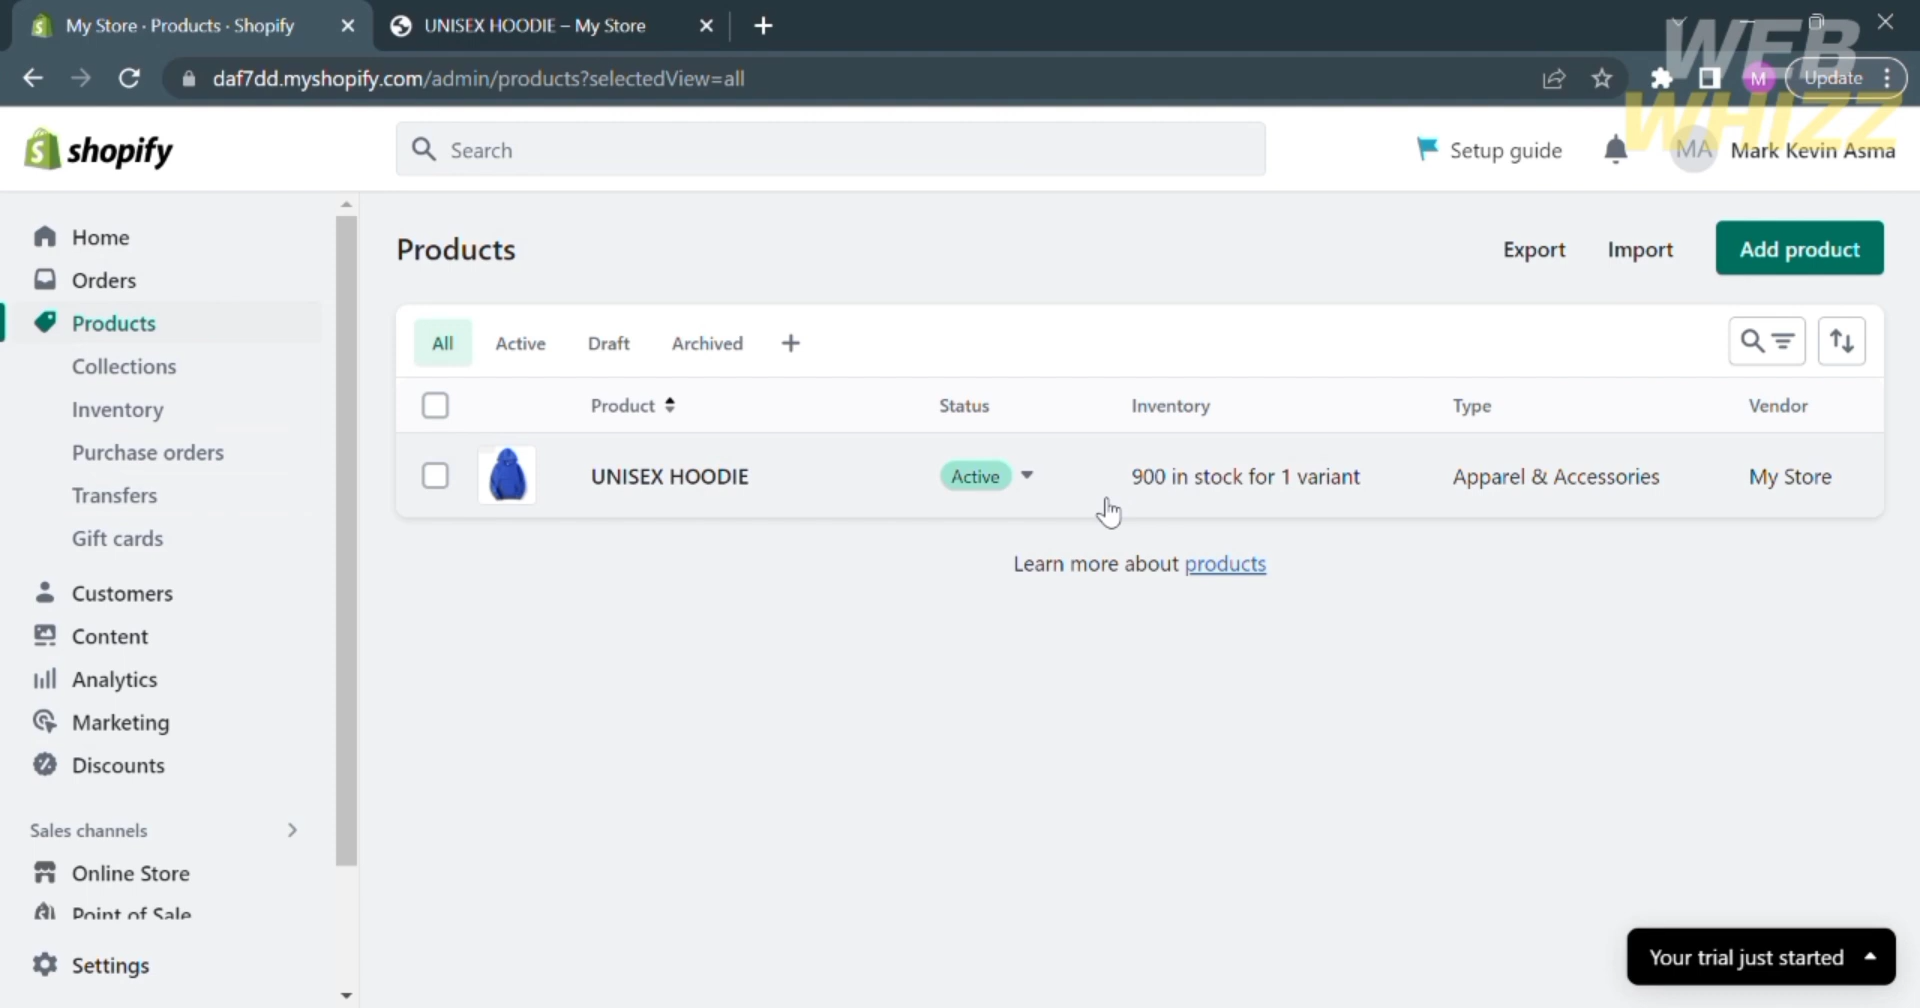 My Store · Products · Shopify
UNISEX HOODIE – My Store
daf7dd.myshopify.com/admin/products?selectedView=all
M
Update
WEB
WHIZZ
shopify
Search
Setup guide
MA
Mark Kevin Asma
Home
Orders
Products
Collections
Inventory
Purchase orders
Transfers
Gift cards
Customers
Content
Analytics
Marketing
Discounts
Sales channels
Online Store
Point of Sale
Settings
Products
Export
Import
Add product
All
Active
Draft
Archived
Product
Status
Inventory
Type
Vendor
UNISEX HOODIE
Active
900 in stock for 1 variant
Apparel & Accessories
My Store
Learn more about products
Your trial just started